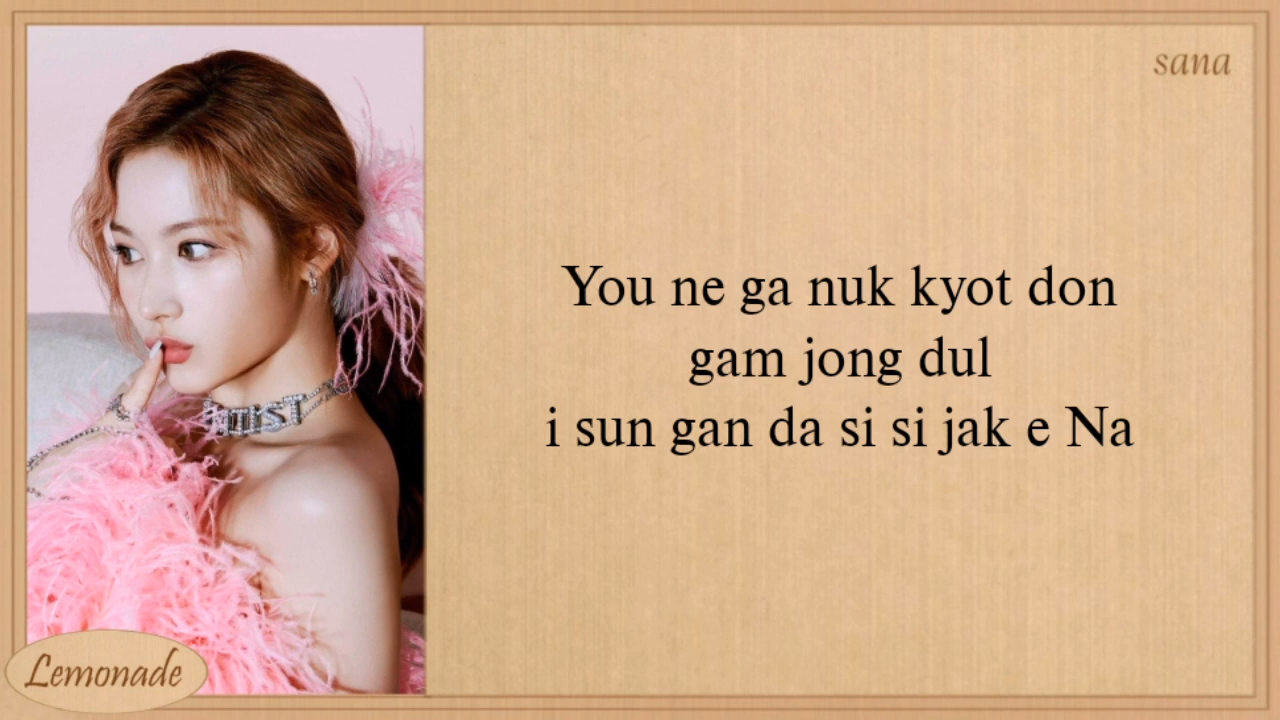 sana
You ne ga nuk kyot don
gam jong dul
i sun gan da si si jak e Na
Lemonade